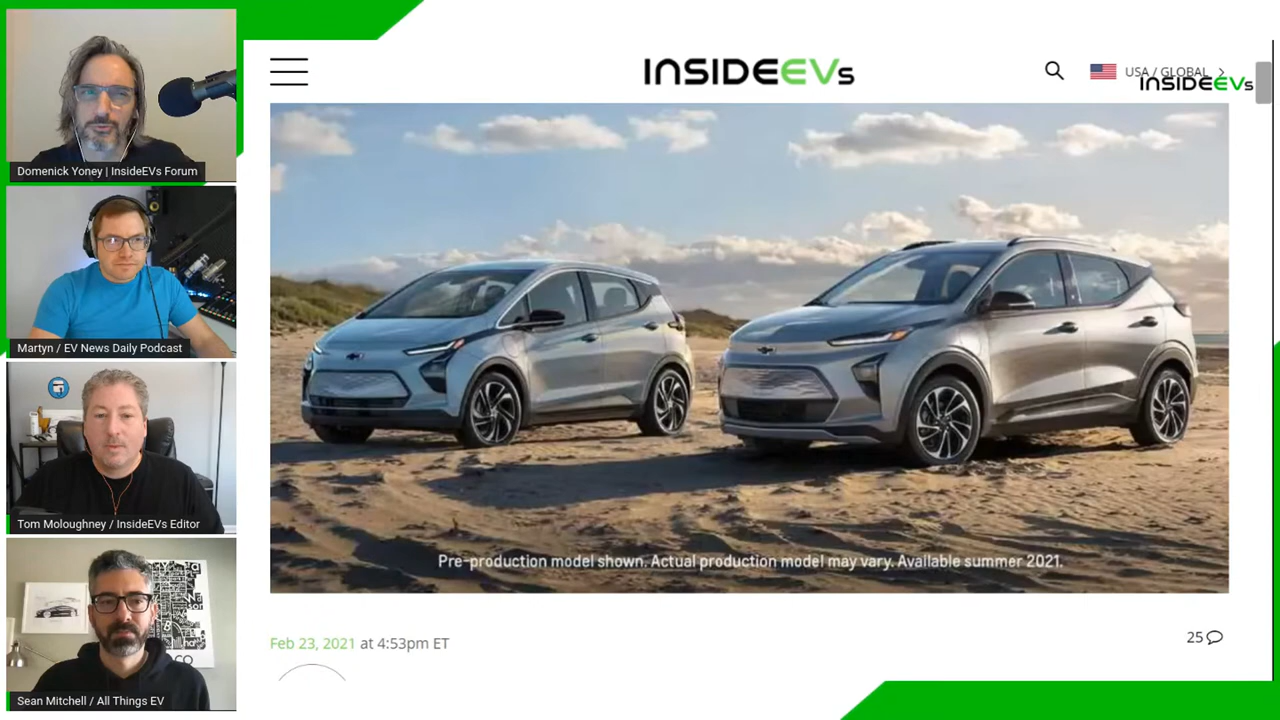 Domenick Yoney | InsideEVs Forum
Martyn / EV News Daily Podcast
Tom Moloughney / InsideEVs Editor
Sean Mitchell / All Things EV
INSIDEEVs
USA / GLOBAL
INSIDEEVs
Pre-production model shown. Actual production model may vary. Available summer 2021.
Feb 23, 2021 at 4:53pm ET
25